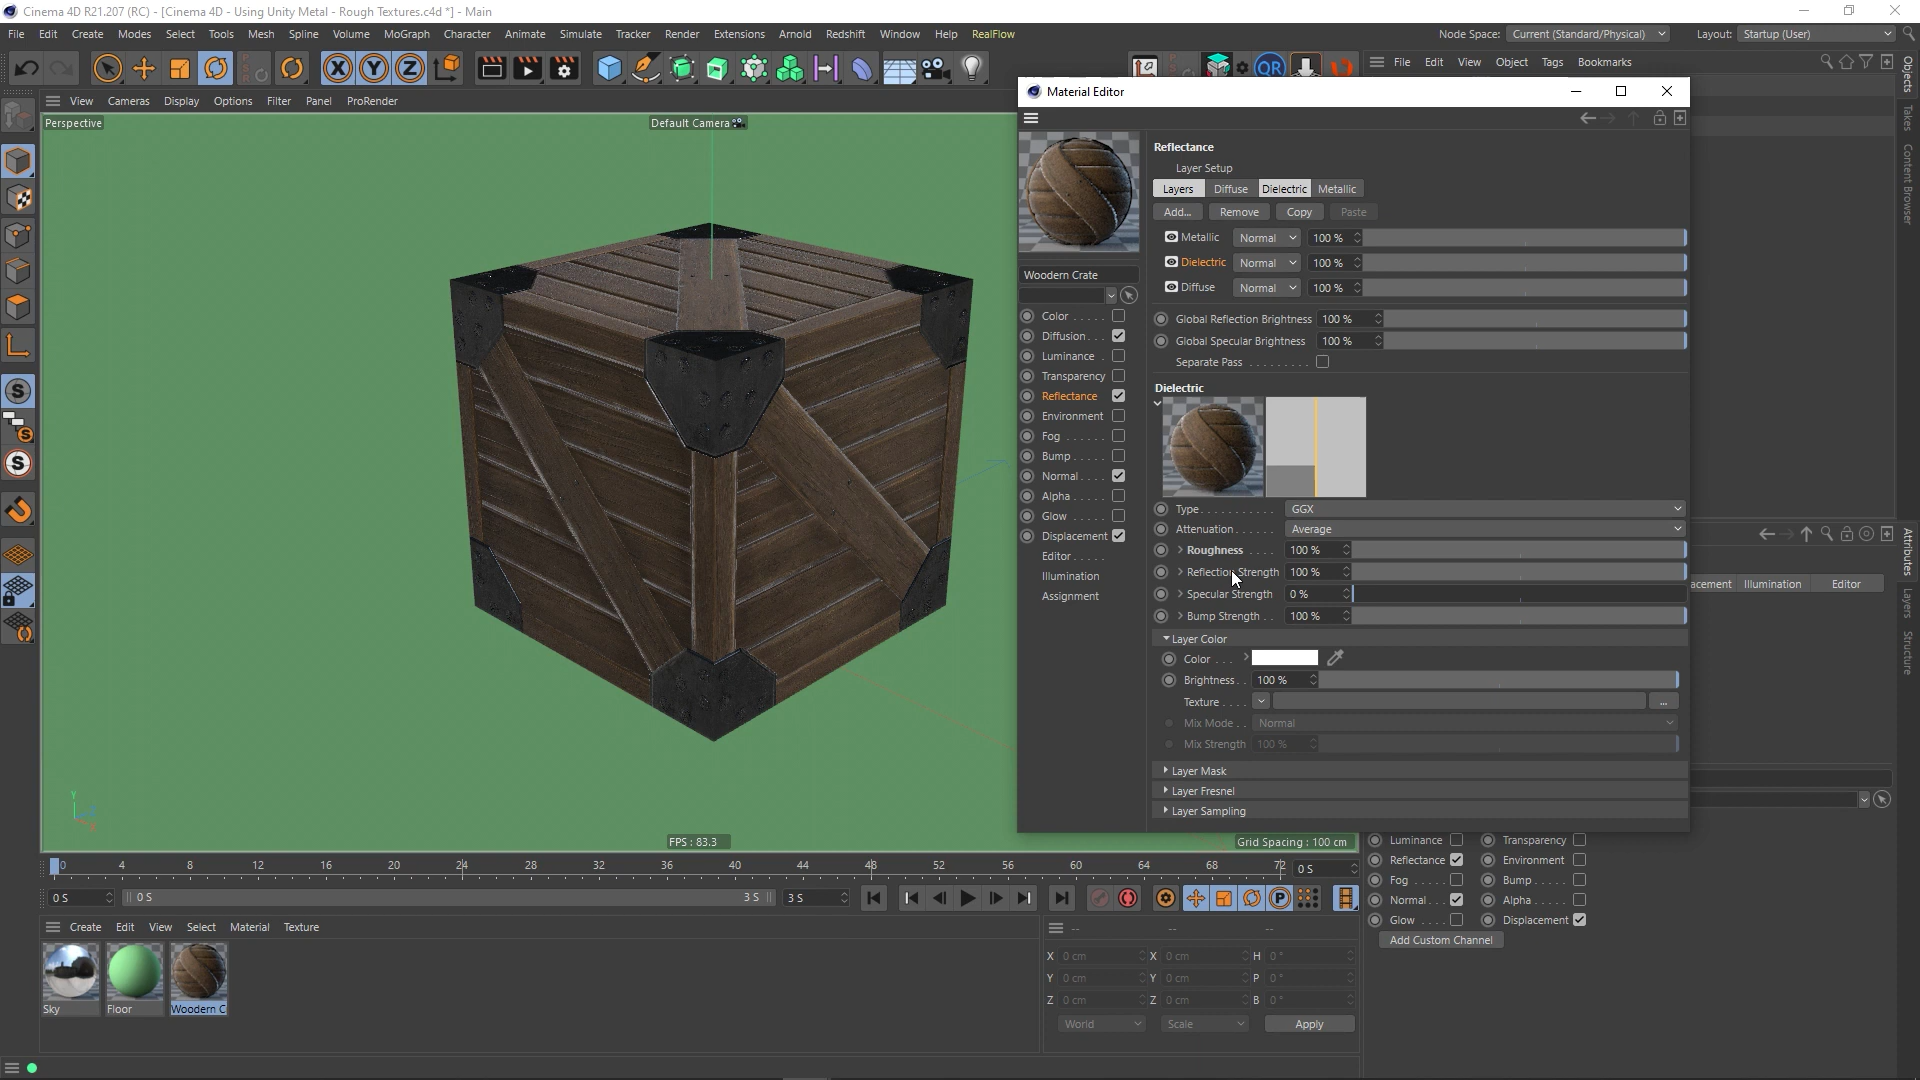 Cinema 4D R21.207 (RC) - [Cinema 4D - Using Unity Metal - Rough Textures.c4d *] - Main
File Edit Create Modes Select Tools Mesh Spline Volume MoGraph Character Animate Simulate Tracker Render Extensions Arnold Redshift Window Help RealFlow
Node Space: Current (Standard/Physical) Layout: Startup (User)
QR
File Edit View Object Tags Bookmarks
View Cameras Display Options Filter Panel ProRender
Perspective
Default Camera
Objects
Takes
Content Browser
Material Editor
Reflectance
Layer Setup
Layers Diffuse Dielectric Metallic
Add... Remove Copy Paste
Metallic Normal 100 %
Dielectric Normal 100 %
Diffuse Normal 100 %
Global Reflection Brightness 100 %
Global Specular Brightness 100 %
Separate Pass
Woodern Crate
Color
Diffusion
Luminance
Transparency
Reflectance
Environment
Fog
Bump
Normal
Alpha
Glow
Displacement
Editor
Illumination
Assignment
Dielectric
Type GGX
Attenuation Average
Roughness 100 %
Reflection Strength 100 %
Specular Strength 0 %
Bump Strength 100 %
Layer Color
Color
Brightness 100 %
Texture ...
Mix Mode Normal
Mix Strength 100 %
Layer Mask
Layer Fresnel
Layer Sampling
Attributes
Layers
Structure
acement Illumination Editor
Y
FPS : 83.3
Grid Spacing : 100 cm
0 4 8 12 16 20 24 28 32 36 40 44 48 52 56 60 64 68 72 0 S
0 S 0 S 3 S 3 S
Luminance Transparency
Reflectance Environment
Fog Bump
Normal Alpha
Glow Displacement
Add Custom Channel
Create Edit View Select Material Texture
-- -- --
X 0 cm X 0 cm H 0 °
Y 0 cm Y 0 cm P 0 °
Z 0 cm Z 0 cm B 0 °
World Scale Apply
Sky Floor Woodern C